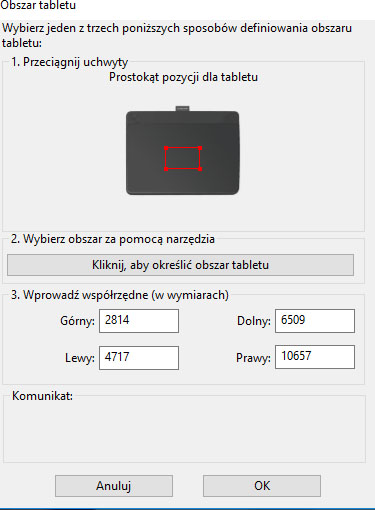 Obszar tabletu
Wybierz jeden z trzech poniższych sposobów definiowania obszaru
tabletu:
1. Przeciągnij uchwyty
Prostokąt pozycji dla tabletu
2. Wybierz obszar za pomocą narzędzia
Kliknij, aby określić obszar tabletu
3. Wprowadź współrzędne (w wymiarach)
Górny: 2814 Dolny: 6509
Lewy: 4717 Prawy: 10657
Komunikat:
Anuluj OK